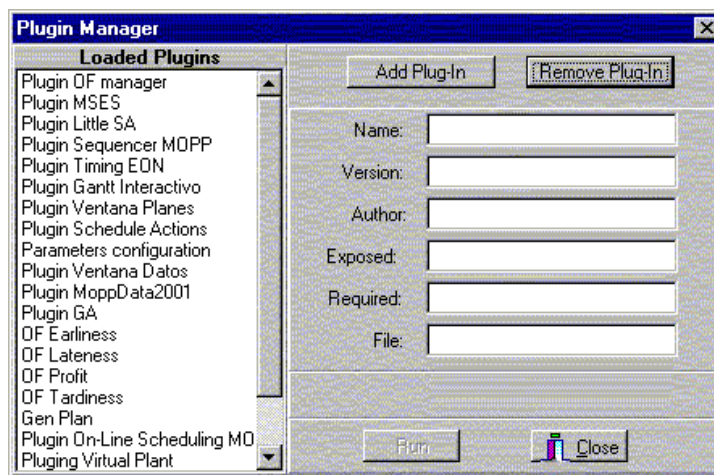 Plugin Manager
Loaded Plugins
Plugin OF manager
Plugin MSES
Plugin Little SA
Plugin Sequencer MOPP
Plugin Timing EON
Plugin Gantt Interactivo
Plugin Ventana Planes
Plugin Schedule Actions
Parameters configuration
Plugin Ventana Datos
Plugin MoppData2001
Plugin GA
OF Earliness
OF Lateness
OF Profit
OF Tardiness
Gen Plan
Plugin On-Line Scheduling MO
Pluging Virtual Plant
Add Plug-In
Remove Plug-In
Name:
Version:
Author:
Exposed:
Required:
File:
Run
Close